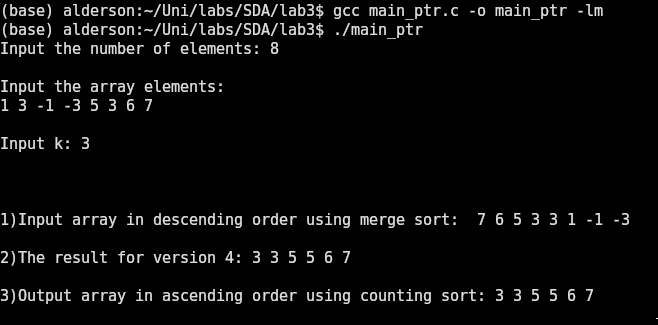 (base) alderson:~/Uni/labs/SDA/lab3$ gcc main_ptr.c -o main_ptr -lm
(base) alderson:~/Uni/labs/SDA/lab3$ ./main_ptr
Input the number of elements: 8
Input the array elements:
1 3 -1 -3 5 3 6 7
Input k: 3
1)Input array in descending order using merge sort:  7 6 5 3 3 1 -1 -3
2)The result for version 4: 3 3 5 5 6 7
3)Output array in ascending order using counting sort: 3 3 5 5 6 7